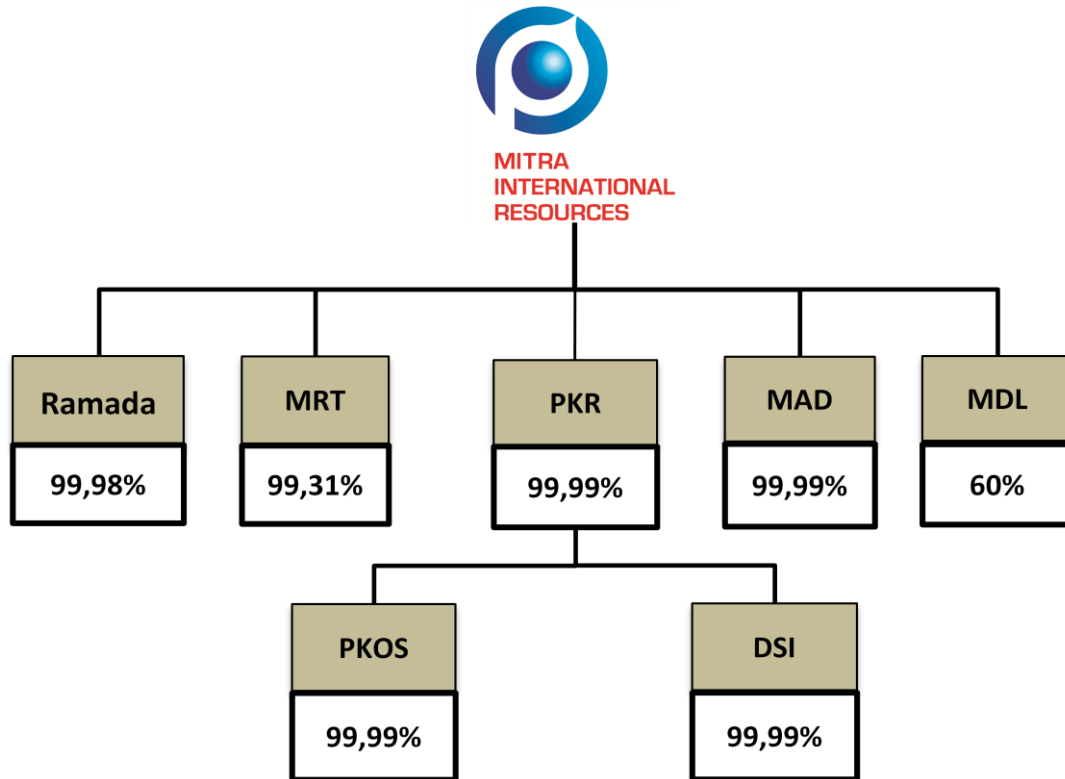 MITRA
INTERNATIONAL
RESOURCES
Ramada
MRT
PKR
MAD
MDL
99,98%
99,31%
99,99%
99,99%
60%
PKOS
DSI
99,99%
99,99%